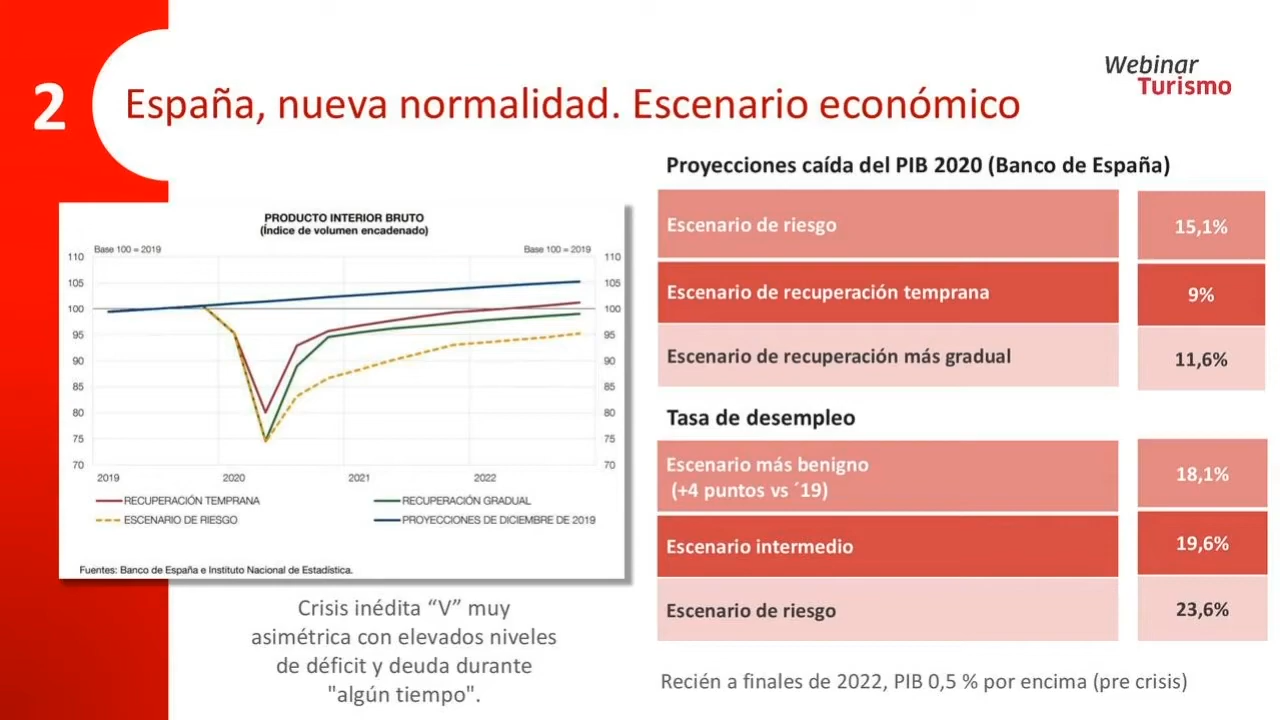 2
España, nueva normalidad. Escenario económico
Webinar
Turismo
PRODUCTO INTERIOR BRUTO
(Índice de volumen encadenado)
Base 100 = 2019
Base 100 = 2019
110 110
105 105
100 100
95 95
90 90
85 85
80 80
75 75
70 70
2019 2020 2021 2022
RECUPERACIÓN TEMPRANA
RECUPERACIÓN GRADUAL
ESCENARIO DE RIESGO
PROYECCIONES DE DICIEMBRE DE 2019
Fuentes: Banco de España e Instituto Nacional de Estadística.
Crisis inédita “V” muy
asimétrica con elevados niveles
de déficit y deuda durante
"algún tiempo".
Proyecciones caída del PIB 2020 (Banco de España)
Escenario de riesgo 15,1%
Escenario de recuperación temprana 9%
Escenario de recuperación más gradual 11,6%
Tasa de desempleo
Escenario más benigno
(+4 puntos vs ´19) 18,1%
Escenario intermedio 19,6%
Escenario de riesgo 23,6%
Recién a finales de 2022, PIB 0,5 % por encima (pre crisis)